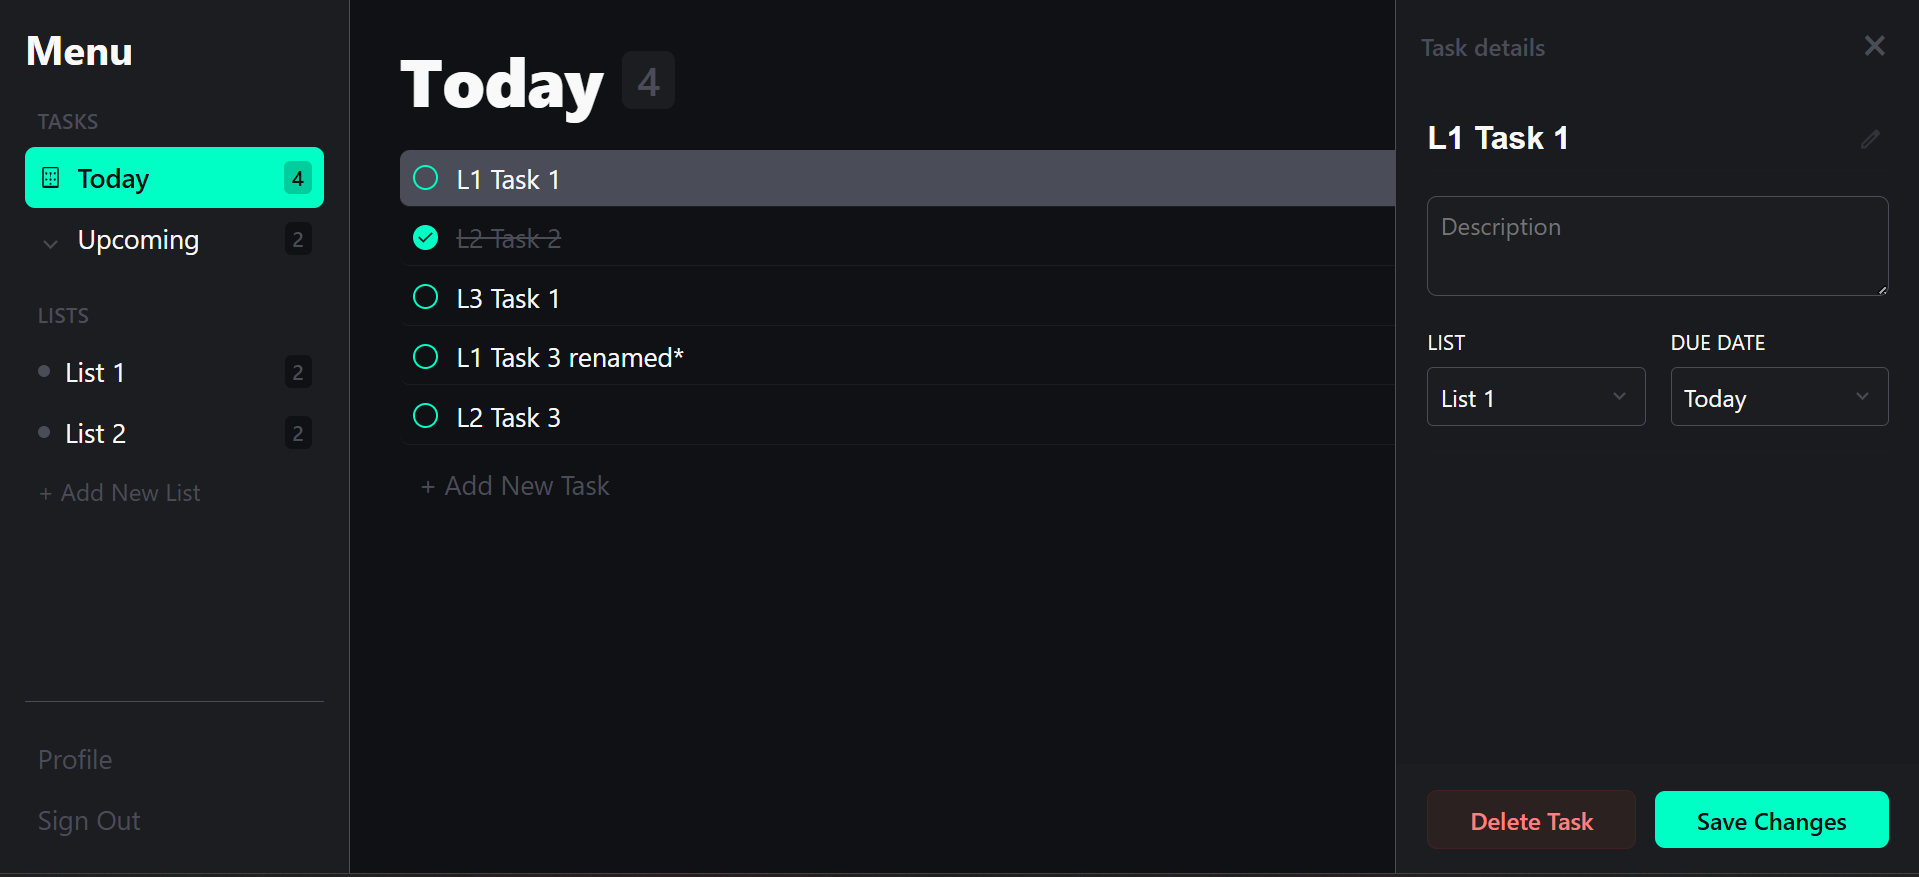 Menu
TASKS
Today 4
Upcoming 2
LISTS
List 1 2
List 2 2
+ Add New List
Profile
Sign Out
Today 4
L1 Task 1
L2 Task 2
L3 Task 1
L1 Task 3 renamed*
L2 Task 3
+ Add New Task
Task details
L1 Task 1
Description
LIST
DUE DATE
List 1
Today
Delete Task
Save Changes